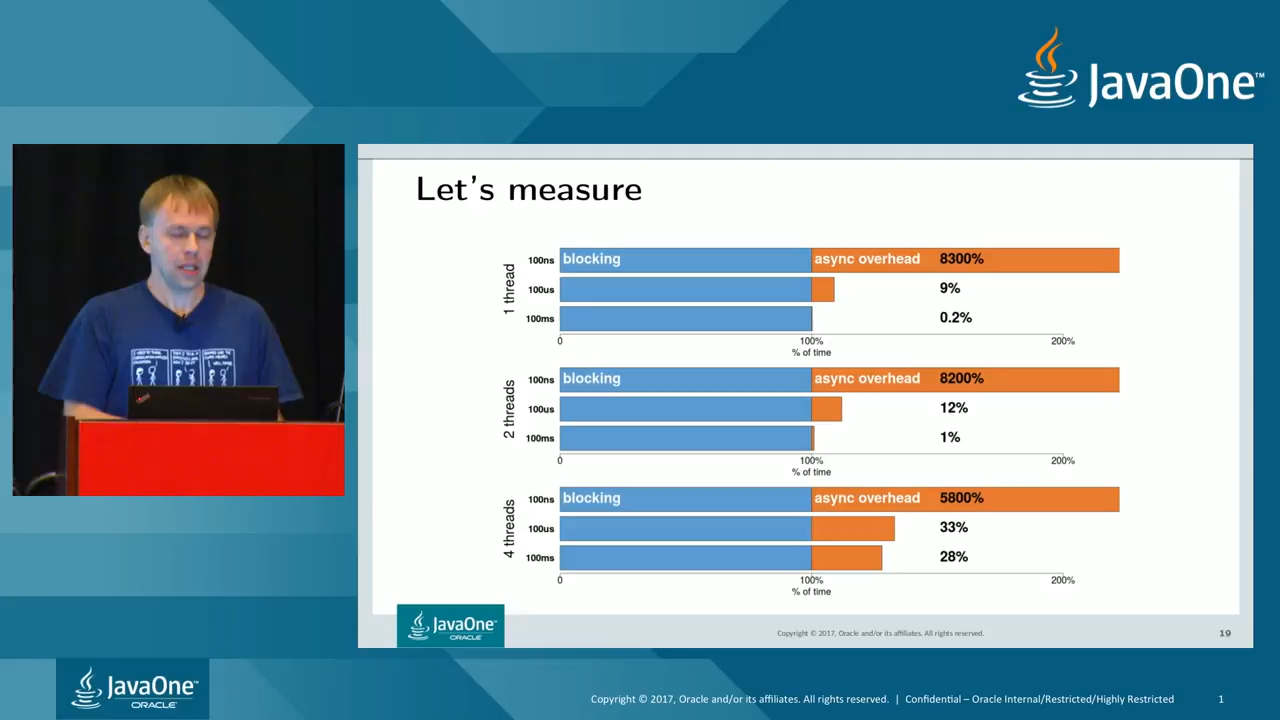 JavaOne™
Let's measure
1 thread
100ns
blocking
async overhead
8300%
100us
9%
100ms
0.2%
0
100%
200%
% of time
2 threads
100ns
blocking
async overhead
8200%
100us
12%
100ms
1%
0
100%
200%
% of time
4 threads
100ns
blocking
async overhead
5800%
100us
33%
100ms
28%
0
100%
200%
% of time
JavaOne™
ORACLE
Copyright © 2017, Oracle and/or its affiliates. All rights reserved.
19
JavaOne™
ORACLE
Copyright © 2017, Oracle and/or its affiliates. All rights reserved. | Confidential – Oracle Internal/Restricted/Highly Restricted
1